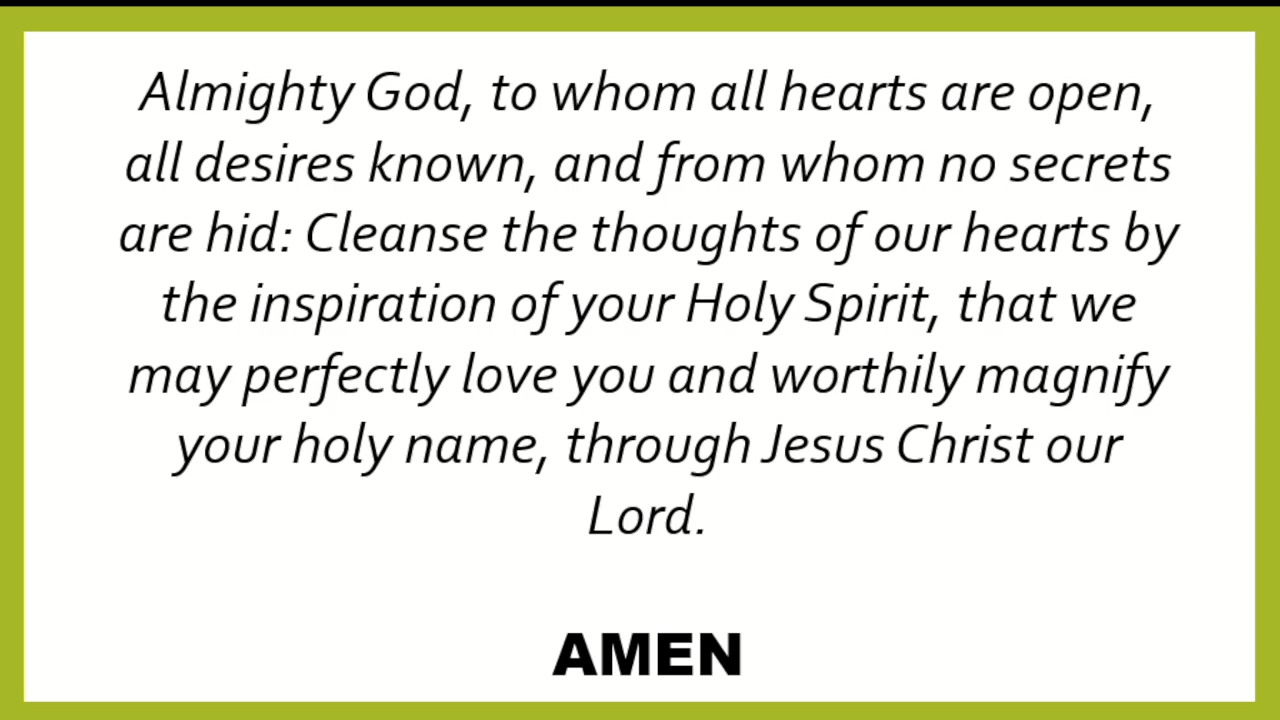 Almighty God, to whom all hearts are open,
all desires known, and from whom no secrets
are hid: Cleanse the thoughts of our hearts by
the inspiration of your Holy Spirit, that we
may perfectly love you and worthily magnify
your holy name, through Jesus Christ our
Lord.
AMEN